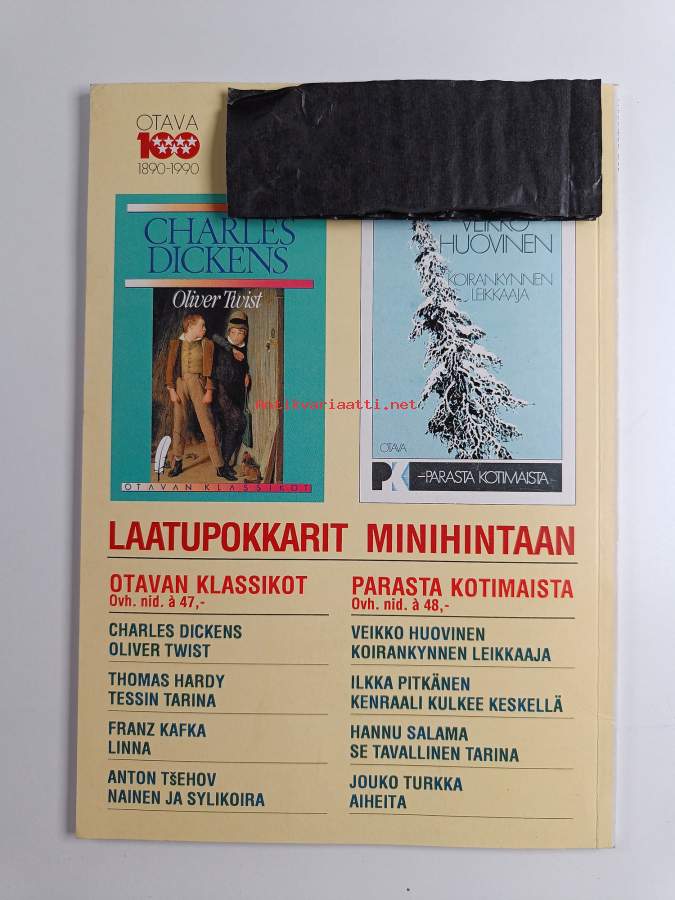 OTAVA
100
1890-1990
CHARLES
DICKENS
Oliver Twist
OTAVAN KLASSIKOT
VEIKKO
HUOVINEN
KOIRANKYNNEN
LEIKKAAJA
OTAVA
PK -PARASTA KOTIMAISTA
antikvariaatti.net
LAATUPOKKARIT MINIHINTAAN
OTAVAN KLASSIKOT
Ovh. nid. à 47,-
CHARLES DICKENS
OLIVER TWIST
THOMAS HARDY
TESSIN TARINA
FRANZ KAFKA
LINNA
ANTON TŠEHOV
NAINEN JA SYLIKOIRA
PARASTA KOTIMAISTA
Ovh. nid. à 48,-
VEIKKO HUOVINEN
KOIRANKYNNEN LEIKKAAJA
ILKKA PITKÄNEN
KENRAALI KULKEE KESKELLÄ
HANNU SALAMA
SE TAVALLINEN TARINA
JOUKO TURKKA
AIHEITA